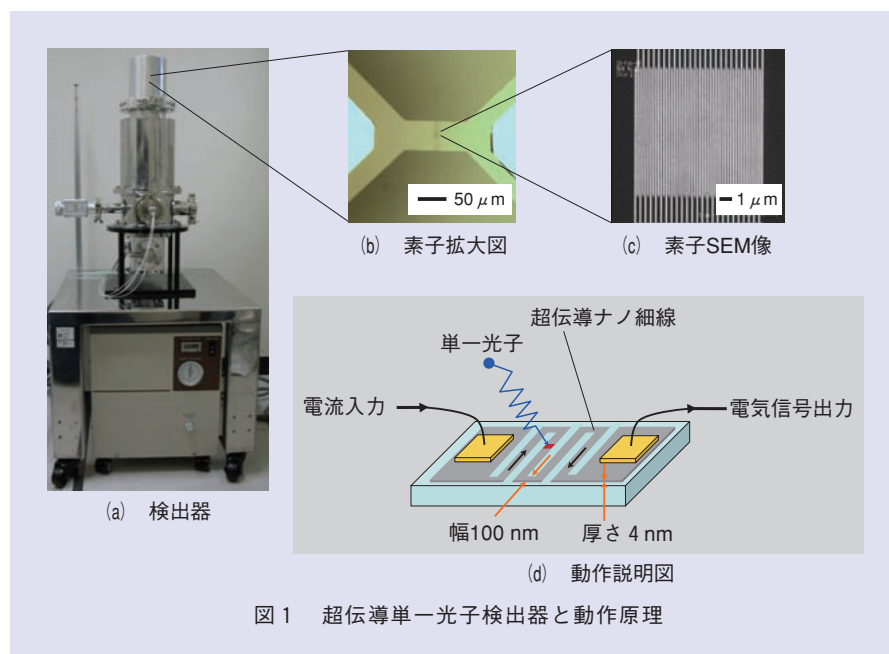 50 μm
1 μm
(b) 素子拡大図
(c) 素子SEM像
超伝導ナノ細線
単一光子
電流入力
電気信号出力
幅100 nm
厚さ 4 nm
(a) 検出器
(d) 動作説明図
図1 超伝導単一光子検出器と動作原理